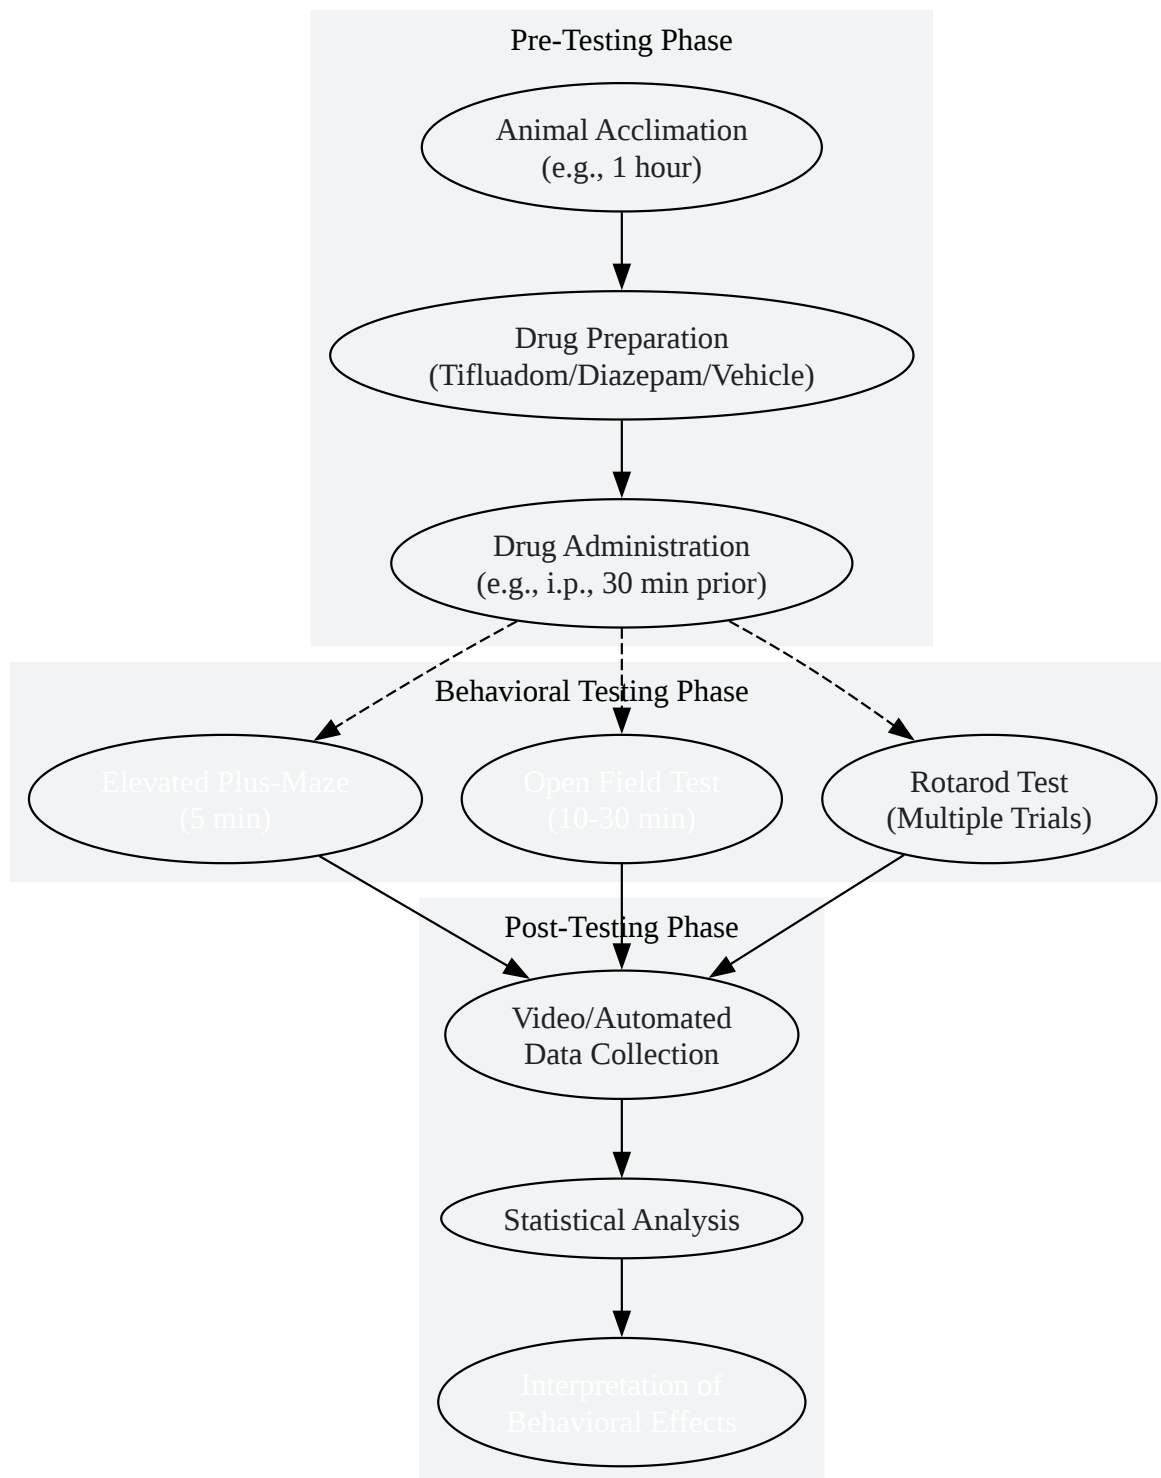 Pre-Testing Phase
Animal Acclimation
(e.g., 1 hour)
Drug Preparation
(Tifluadom/Diazepam/Vehicle)
Drug Administration
(e.g., i.p., 30 min prior)
Behavioral Testing Phase
Elevated Plus-Maze
(5 min)
Open Field Test
(10-30 min)
Rotarod Test
(Multiple Trials)
Post-Testing Phase
Video/Automated
Data Collection
Statistical Analysis
Interpretation of
Behavioral Effects